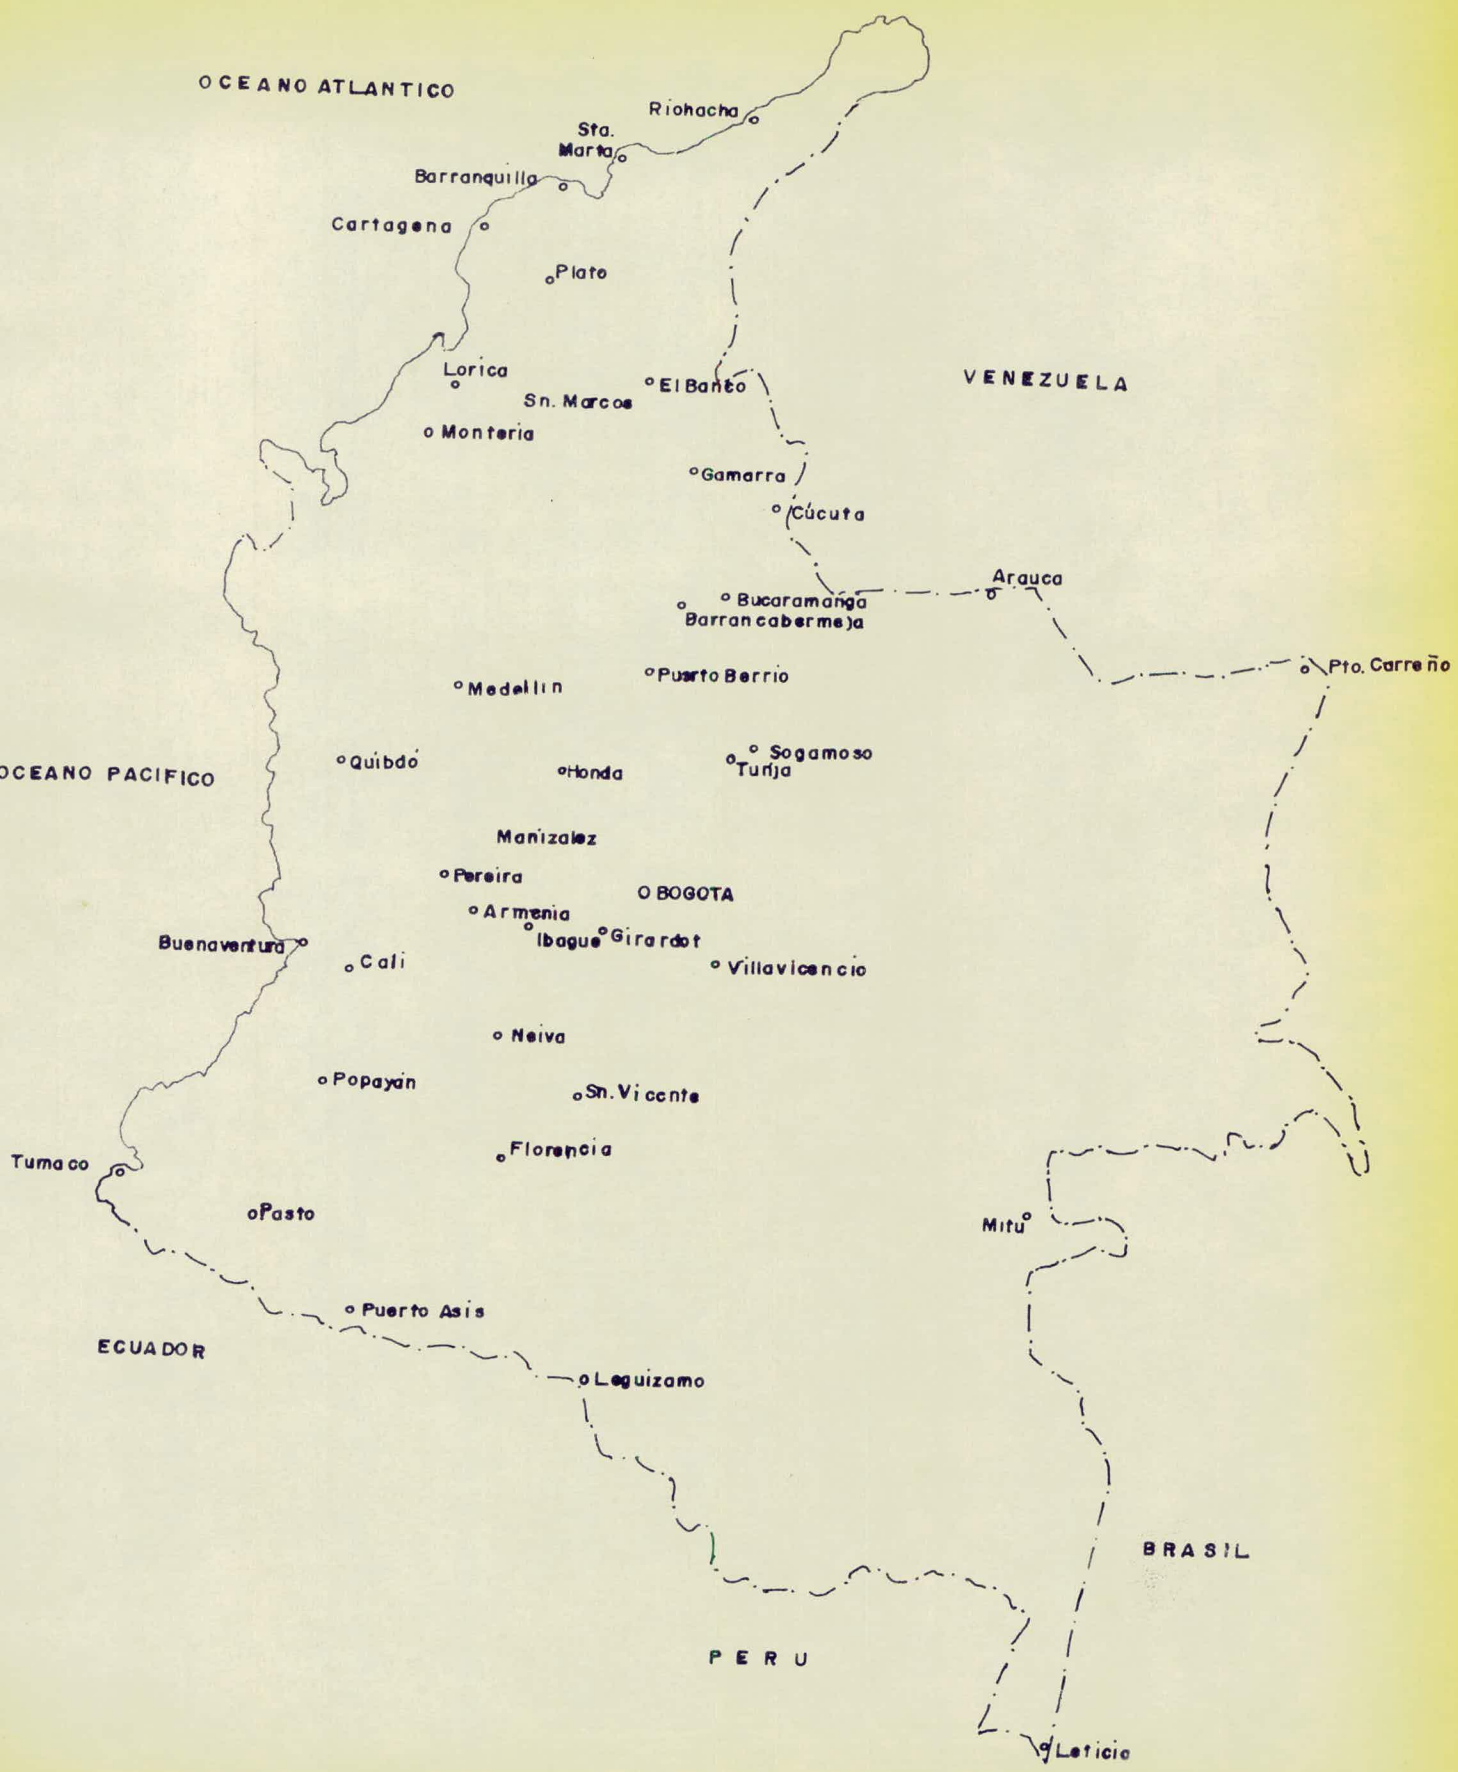 OCEANO ATLANTICO
Riohacha
Sta.
Marta
Barranquilla
Cartagena
Plato
Lorica
El Banco
VENEZUELA
Sn. Marcos
Monteria
Gamarra
Cúcuta
Arauca
Bucaramanga
Barrancabermeja
Pto. Carreño
Puerto Berrio
Medellin
Sogamoso
Quibdó
Honda
Tunja
OCEANO PACIFICO
Manizalez
Pereira
BOGOTA
Armenia
Ibague
Girardot
Buenaventura
Cali
Villavicencio
Neiva
Popayán
Sn. Vicente
Florencia
Tumaco
Pasto
Mitu
Puerto Asis
ECUADOR
Leguizamo
BRASIL
PERU
Leticia